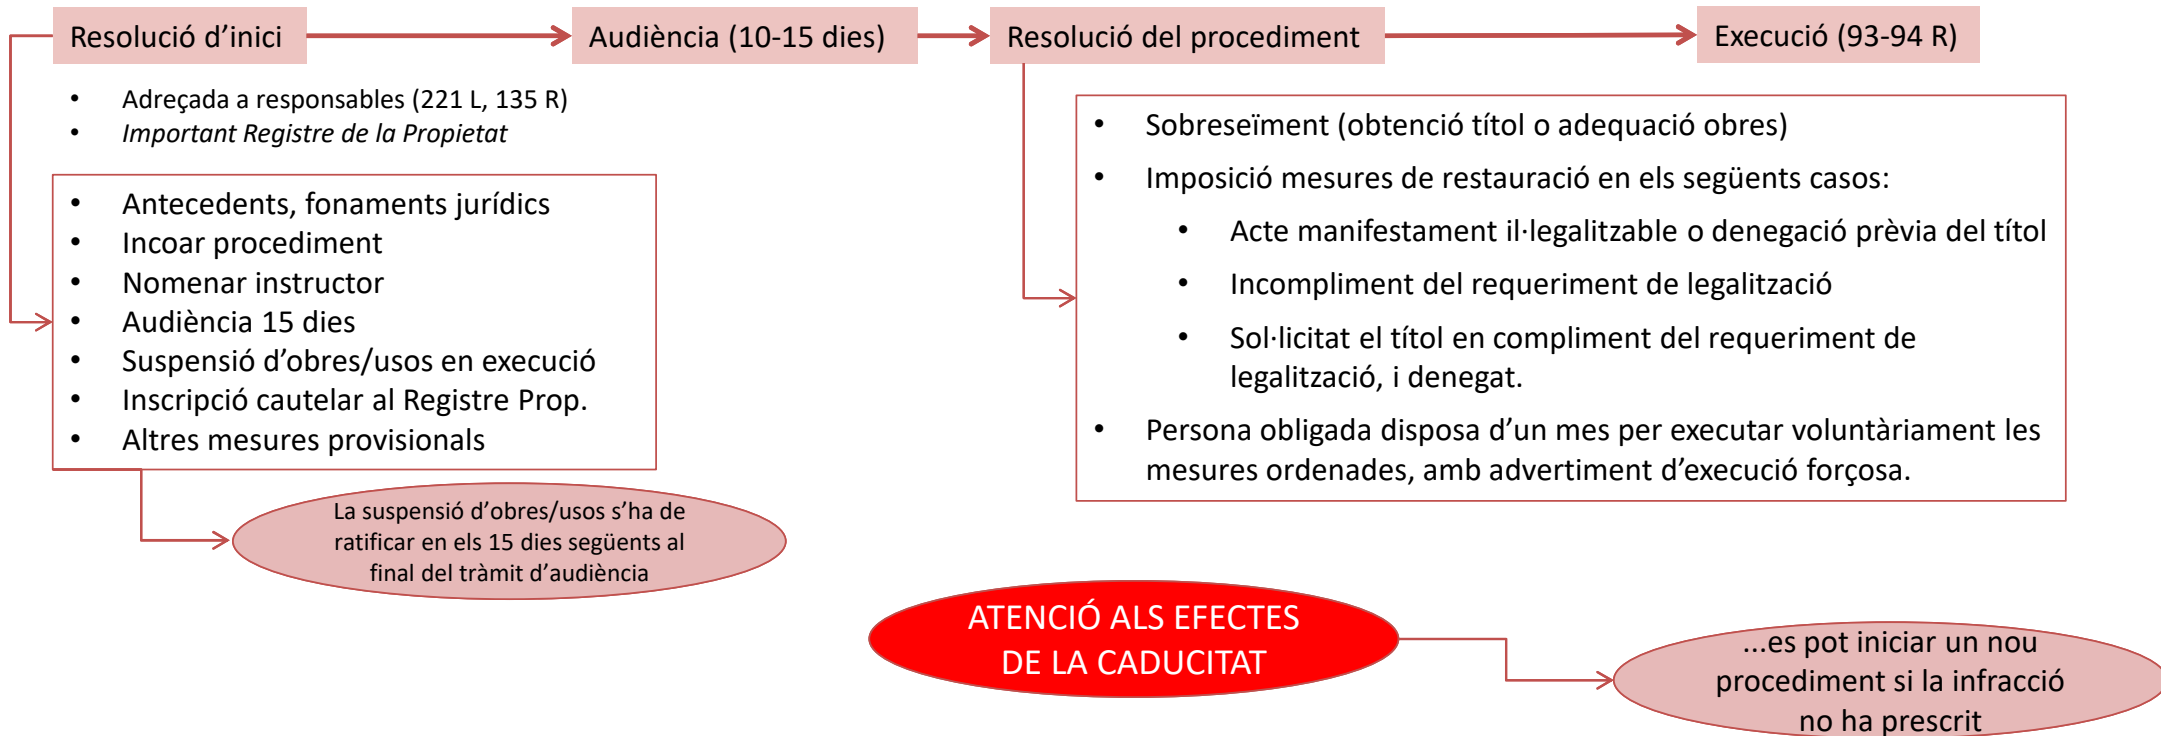 Resolució d’inici
Audiència (10-15 dies)
Resolució del procediment
Execució (93-94 R)
• Adreçada a responsables (221 L, 135 R)
• Important Registre de la Propietat
• Antecedents, fonaments jurídics
• Incoar procediment
• Nomenar instructor
• Audiència 15 dies
• Suspensió d’obres/usos en execució
• Inscripció cautelar al Registre Prop.
• Altres mesures provisionals
La suspensió d’obres/usos s’ha de
ratificar en els 15 dies següents al
final del tràmit d’audiència
• Sobreseïment (obtenció títol o adequació obres)
• Imposició mesures de restauració en els següents casos:
• Acte manifestament il·legalitzable o denegació prèvia del títol
• Incompliment del requeriment de legalització
• Sol·licitat el títol en compliment del requeriment de
legalització, i denegat.
• Persona obligada disposa d’un mes per executar voluntàriament les
mesures ordenades, amb advertiment d’execució forçosa.
ATENCIÓ ALS EFECTES
DE LA CADUCITAT
...es pot iniciar un nou
procediment si la infracció
no ha prescrit